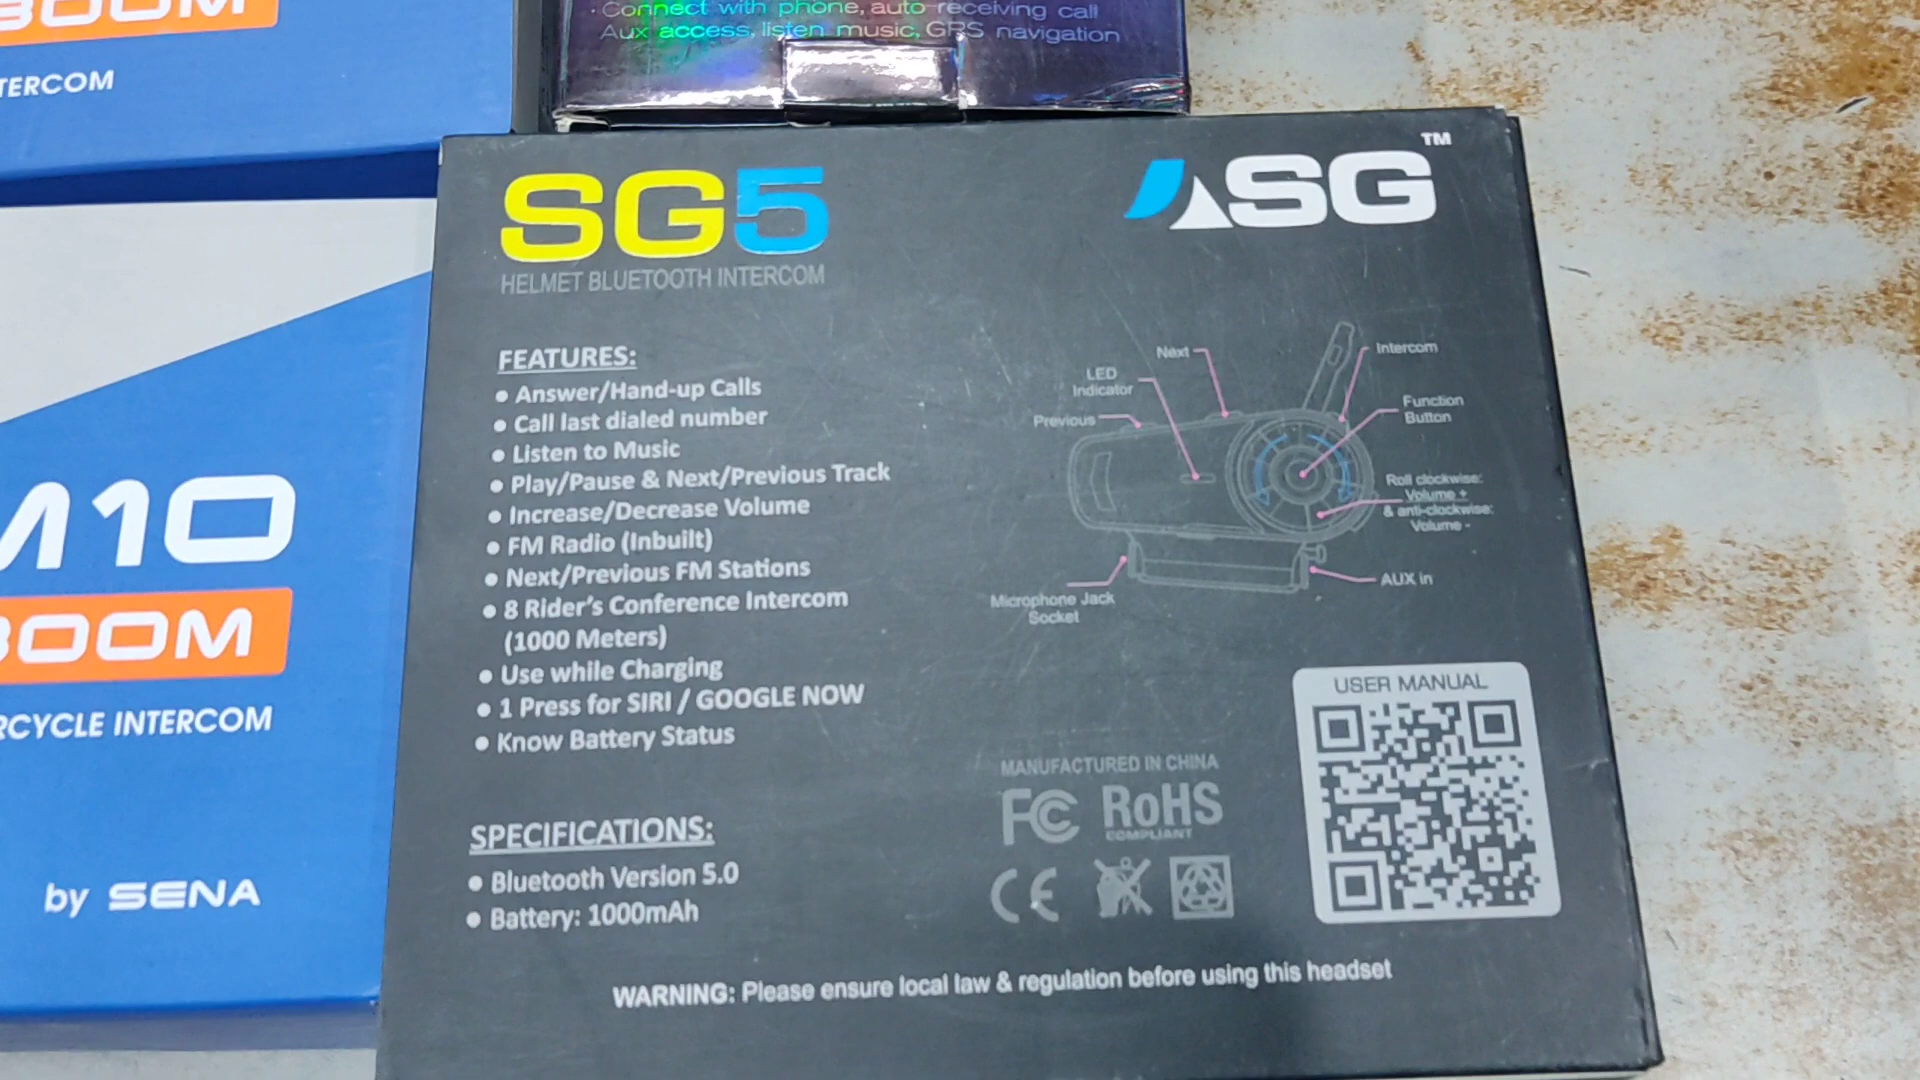 BOOM
TERCOM
· Connect with phone, auto receiving call
Aux access, listen music, GPS navigation
M10
BOOM
RCYCLE INTERCOM
by SENA
SG5
HELMET BLUETOOTH INTERCOM
ASG™
FEATURES:
• Answer/Hand-up Calls
• Call last dialed number
• Listen to Music
• Play/Pause & Next/Previous Track
• Increase/Decrease Volume
• FM Radio (Inbuilt)
• Next/Previous FM Stations
• 8 Rider's Conference Intercom
(1000 Meters)
• Use while Charging
• 1 Press for SIRI / GOOGLE NOW
• Know Battery Status
SPECIFICATIONS:
• Bluetooth Version 5.0
• Battery: 1000mAh
Next
Intercom
LED
Indicator
Function
Button
Previous
Roll clockwise:
Volume +
& anti-clockwise:
Volume -
AUX in
Microphone Jack
Socket
USER MANUAL
MANUFACTURED IN CHINA
FC RoHS
COMPLIANT
CE
WARNING: Please ensure local law & regulation before using this headset